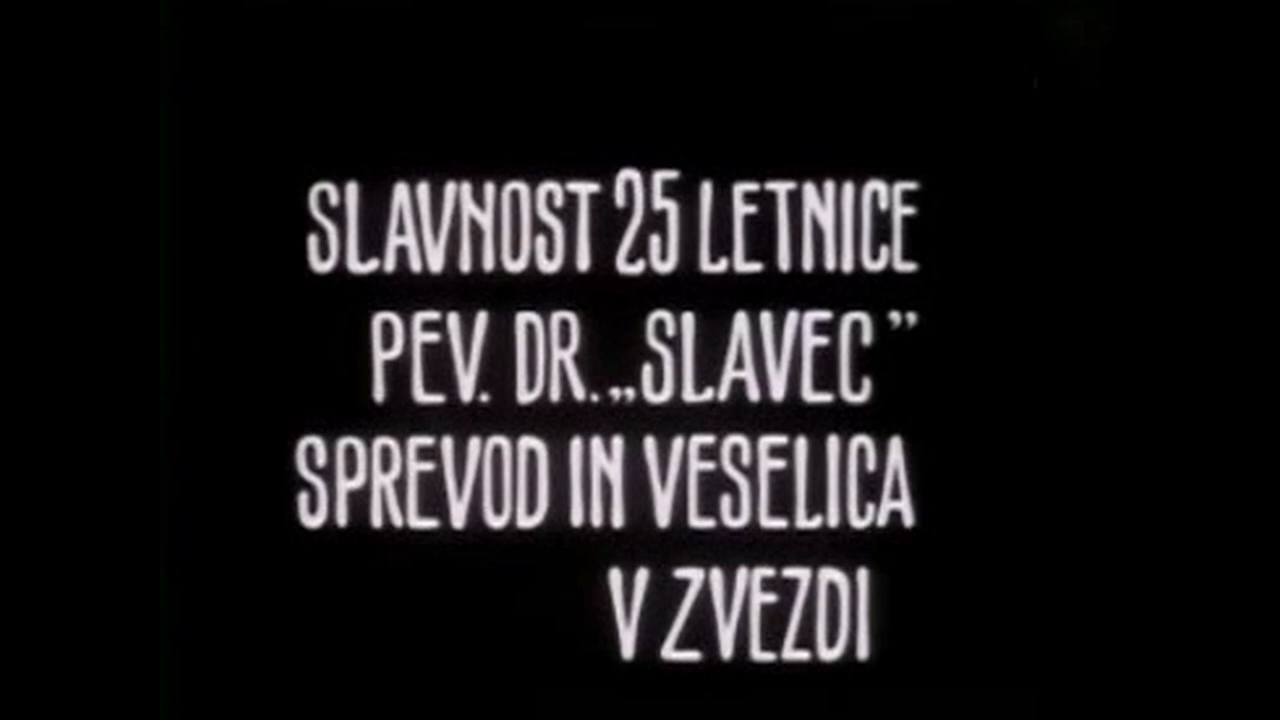 SLAVNOST 25 LETNICE
PEV. DR. „SLAVEC”
SPREVOD IN VESELICA
V ZVEZDI